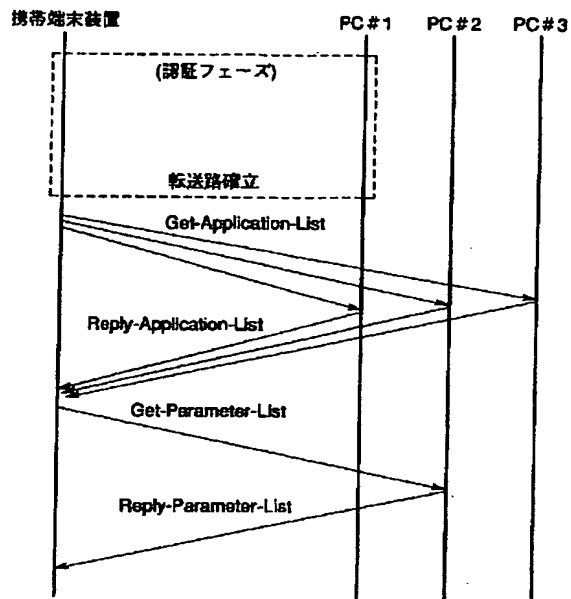 携帯端末装置
PC#1
PC#2
PC#3
(認証フェーズ)
転送路確立
Get-Application-List
Reply-Application-List
Get-Parameter-List
Reply-Parameter-List